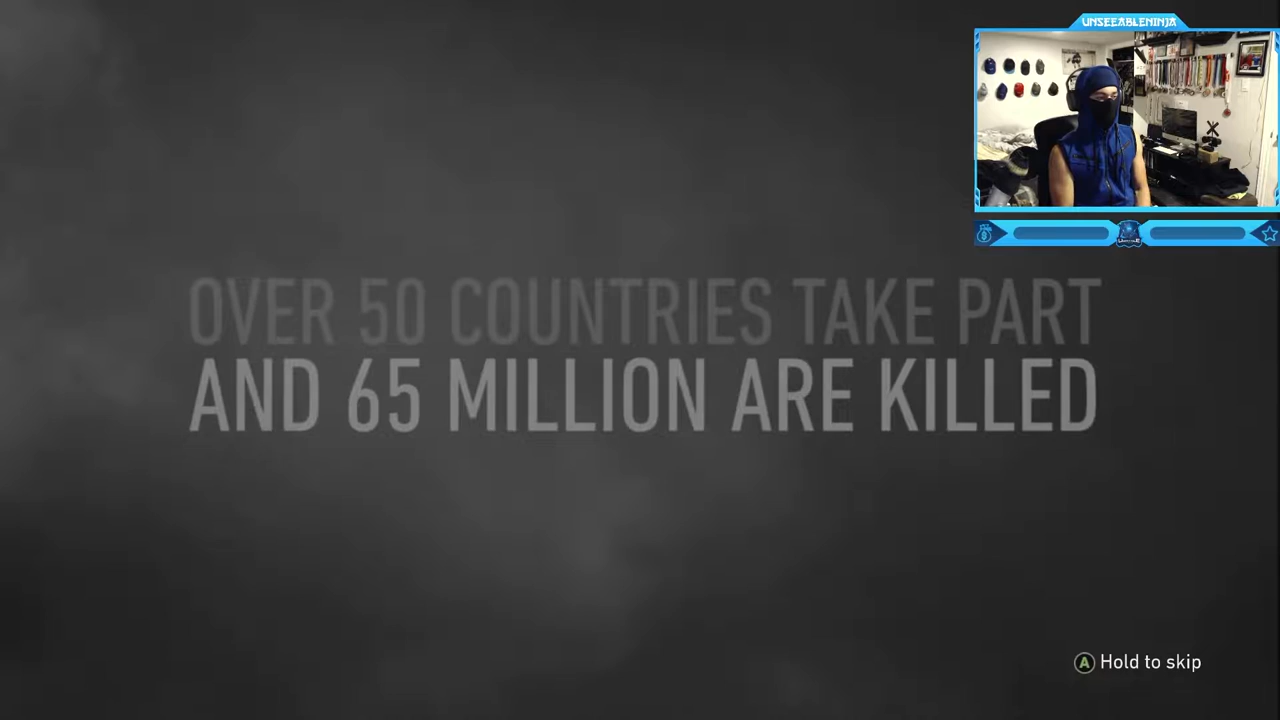 UNSEEABLENINJA
OVER 50 COUNTRIES TAKE PART
AND 65 MILLION ARE KILLED
A Hold to skip